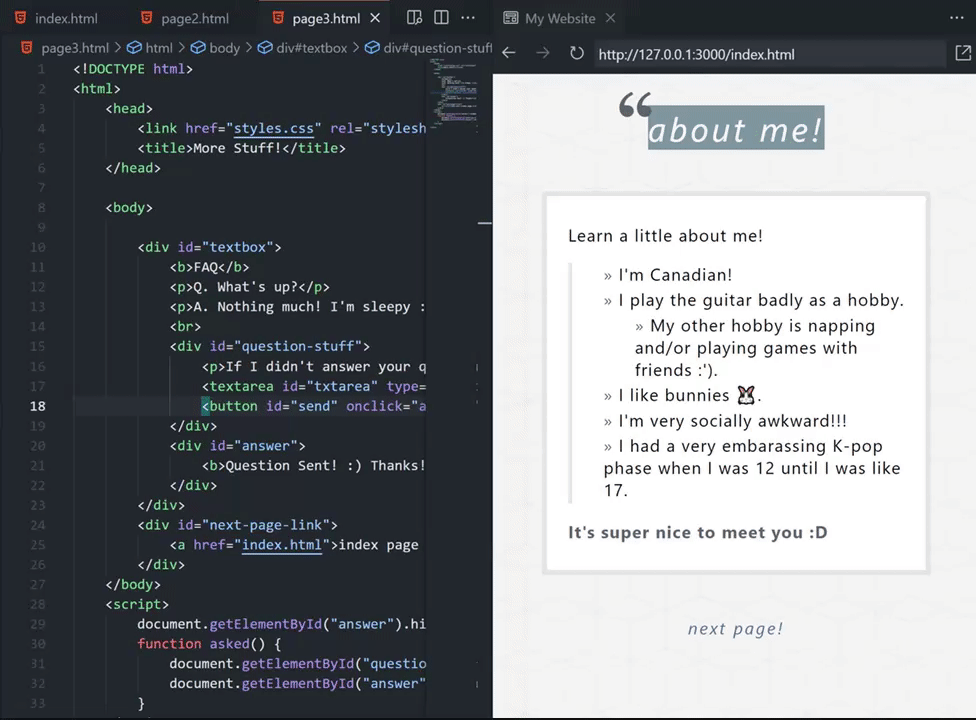 index.html
page2.html
page3.html
page3.html > html > body > div#textbox > div#question-stuff
1 <!DOCTYPE html>
2 <html>
3 <head>
4 <link href="styles.css" rel="stylesh
5 <title>More Stuff!</title>
6 </head>
7
8 <body>
9
10 <div id="textbox">
11 <b>FAQ</b>
12 <p>Q. What's up?</p>
13 <p>A. Nothing much! I'm sleepy :
14 <br>
15 <div id="question-stuff">
16 <p>If I didn't answer your q
17 <textarea id="txtarea" type=
18 <button id="send" onclick="a
19 </div>
20 <div id="answer">
21 <b>Question Sent! :) Thanks!
22 </div>
23 </div>
24 <div id="next-page-link">
25 <a href="index.html">index page
26 </div>
27 </body>
28 <script>
29 document.getElementById("answer").hi
30 function asked() {
31 document.getElementById("questio
32 document.getElementById("answer"
33 }
My Website
http://127.0.0.1:3000/index.html
“
about me!
Learn a little about me!
» I'm Canadian!
» I play the guitar badly as a hobby.
» My other hobby is napping
and/or playing games with
friends :').
» I like bunnies 🐰.
» I'm very socially awkward!!!
» I had a very embarassing K-pop
phase when I was 12 until I was like
17.
It's super nice to meet you :D
next page!